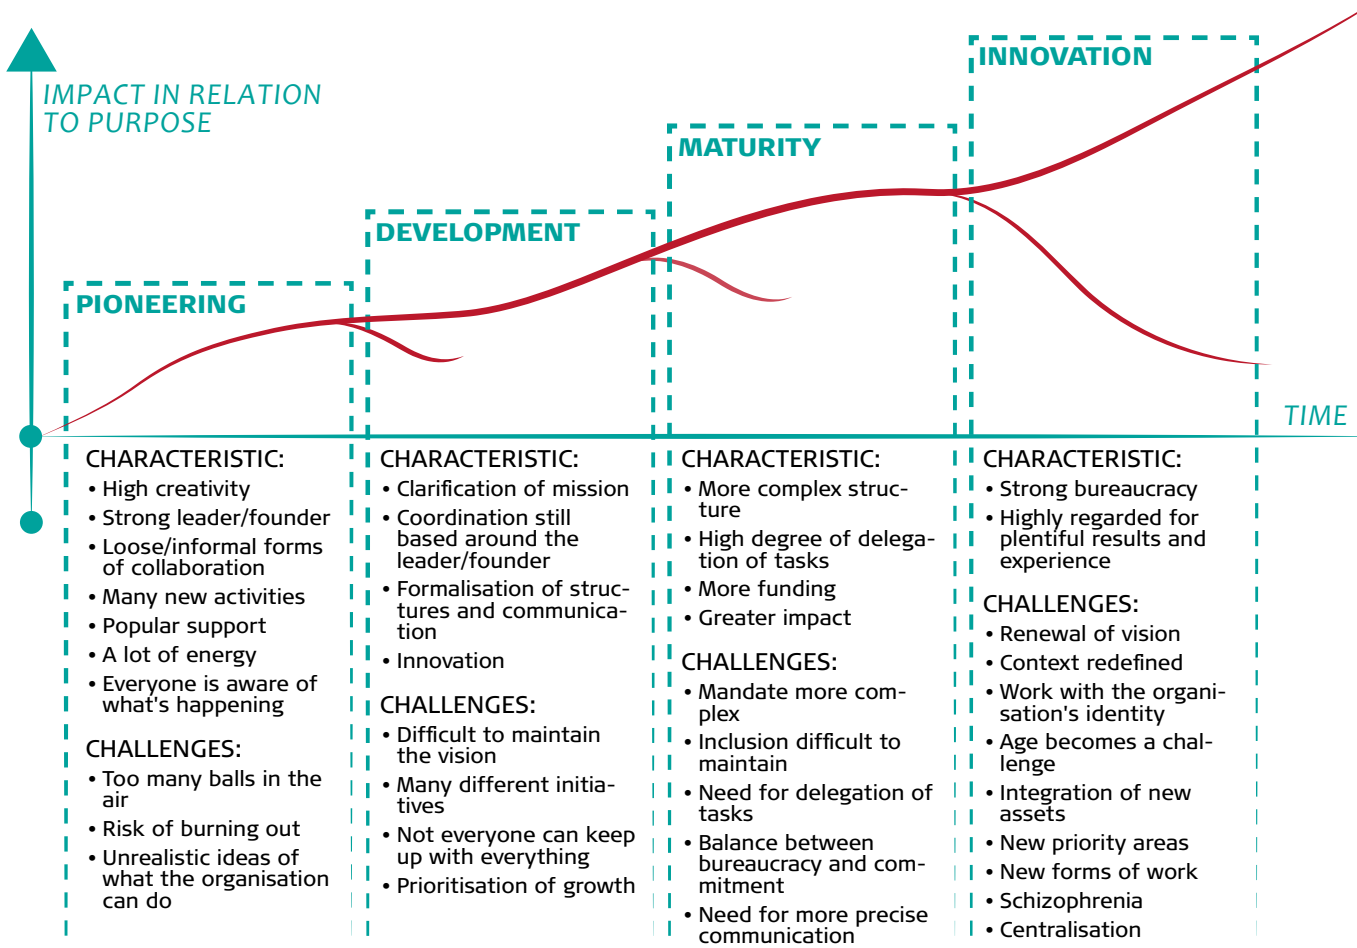 IMPACT IN RELATION
TO PURPOSE
PIONEERING
DEVELOPMENT
MATURITY
INNOVATION
TIME
CHARACTERISTIC:
• High creativity
• Strong leader/founder
• Loose/informal forms
of collaboration
• Many new activities
• Popular support
• A lot of energy
• Everyone is aware of
what's happening
CHALLENGES:
• Too many balls in the
air
• Risk of burning out
• Unrealistic ideas of
what the organisation
can do
CHARACTERISTIC:
• Clarification of mission
• Coordination still
based around the
leader/founder
• Formalisation of struc-
tures and communica-
tion
• Innovation
CHALLENGES:
• Difficult to maintain
the vision
• Many different initia-
tives
• Not everyone can keep
up with everything
• Prioritisation of growth
CHARACTERISTIC:
• More complex struc-
ture
• High degree of delega-
tion of tasks
• More funding
• Greater impact
CHALLENGES:
• Mandate more com-
plex
• Inclusion difficult to
maintain
• Need for delegation of
tasks
• Balance between
bureaucracy and com-
mitment
• Need for more precise
communication
CHARACTERISTIC:
• Strong bureaucracy
• Highly regarded for
plentiful results and
experience
CHALLENGES:
• Renewal of vision
• Context redefined
• Work with the organi-
sation's identity
• Age becomes a chal-
lenge
• Integration of new
assets
• New priority areas
• New forms of work
• Schizophrenia
• Centralisation